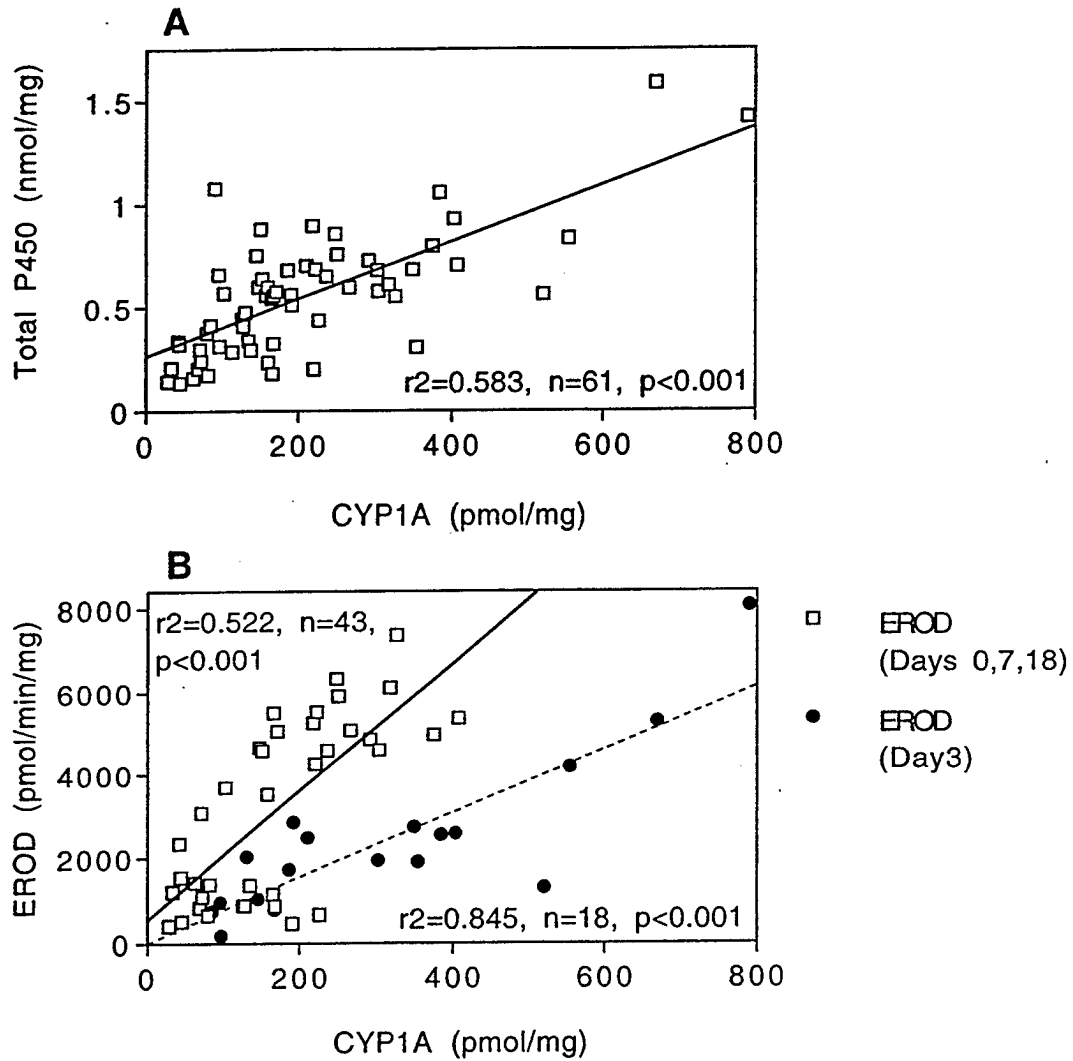 A
Total P450 (nmol/mg)
1.5
1
0.5
0
r2=0.583, n=61, p<0.001
0 200 400 600 800
CYP1A (pmol/mg)
B
EROD (pmol/min/mg)
8000
6000
4000
2000
0
r2=0.522, n=43,
p<0.001
r2=0.845, n=18, p<0.001
0 200 400 600 800
CYP1A (pmol/mg)
EROD
(Days 0,7,18)
EROD
(Day3)